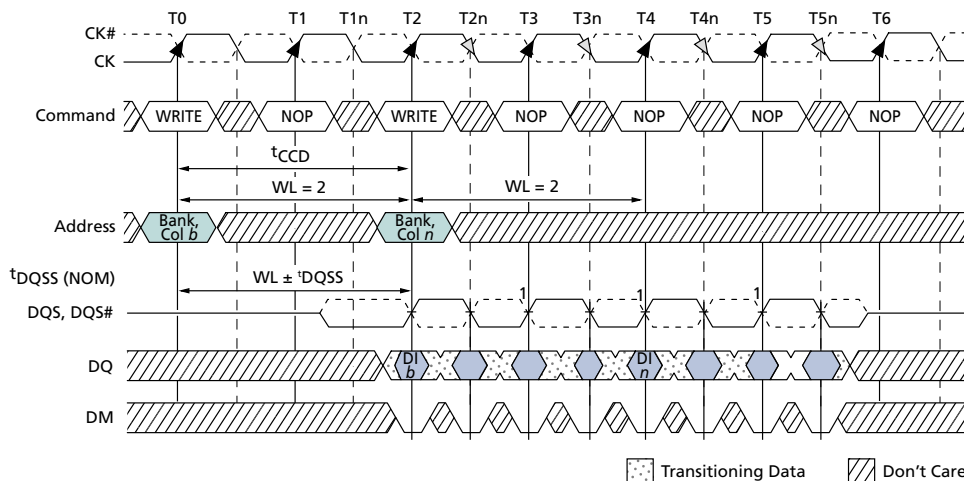 T0 T1 T1n T2 T2n T3 T3n T4 T4n T5 T5n T6
CK#
CK
Command WRITE NOP WRITE NOP NOP NOP NOP
tCCD
WL = 2 WL = 2
Address Bank, Col b Bank, Col n
tDQSS (NOM)
WL ± tDQSS
DQS, DQS# 1 1 1
DQ DI b DI n
DM
Transitioning Data Don't Care